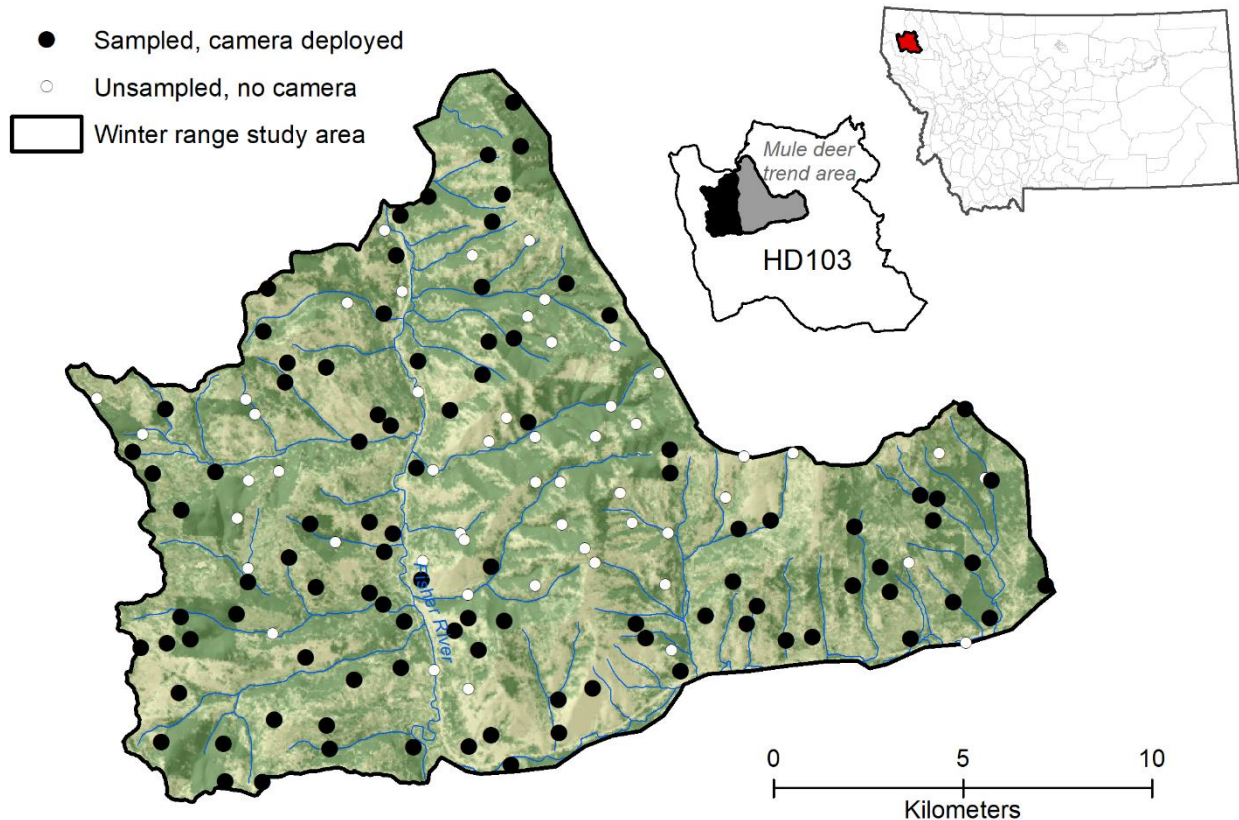 Sampled, camera deployed
Unsampled, no camera
Winter range study area
Mule deer
trend area
HD103
Fisher River
0
5
10
Kilometers